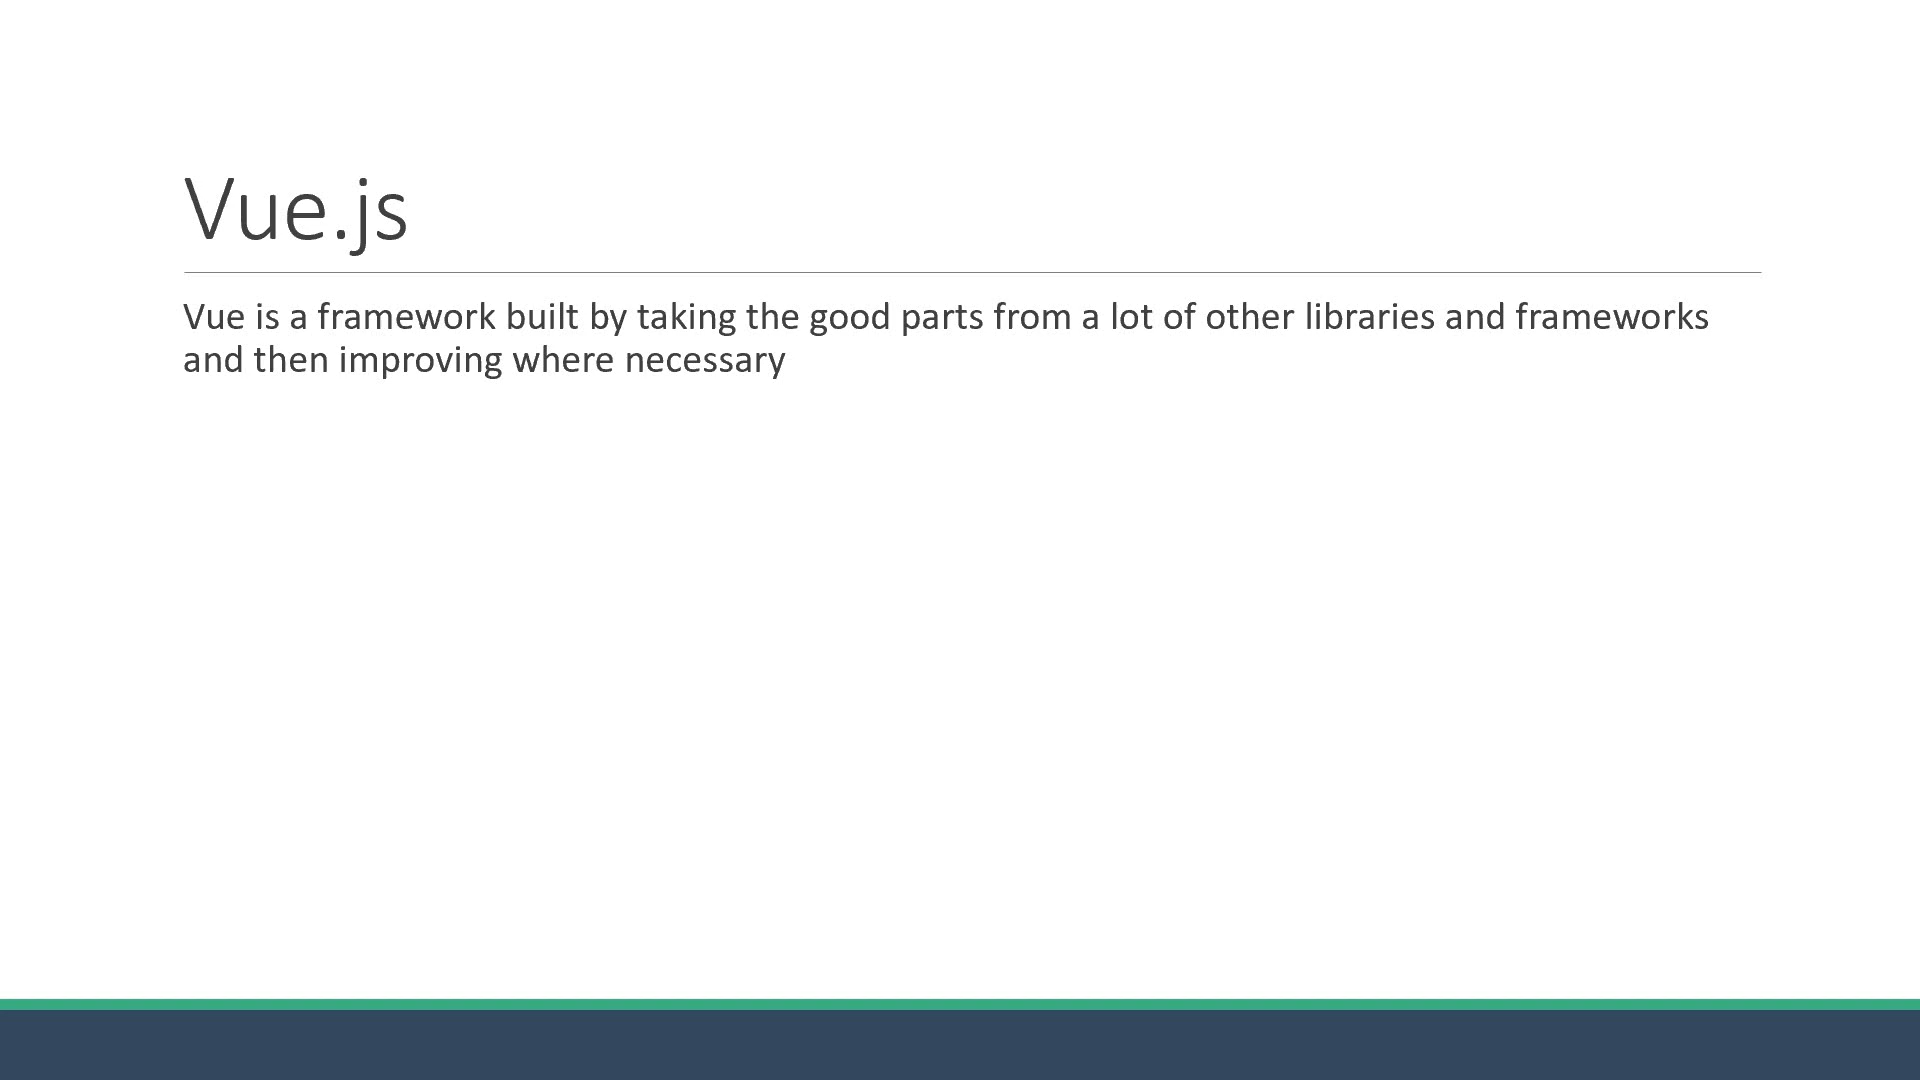 Vue.js
Vue is a framework built by taking the good parts from a lot of other libraries and frameworks
and then improving where necessary